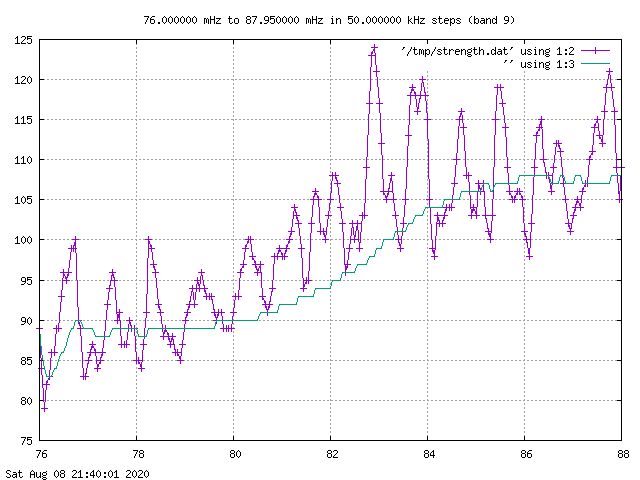 76.000000 mHz to 87.950000 mHz in 50.000000 kHz steps (band 9)
'/tmp/strength.dat' using 1:2
'' using 1:3
125
120
115
110
105
100
95
90
85
80
75
76 78 80 82 84 86 88
Sat Aug 08 21:40:01 2020